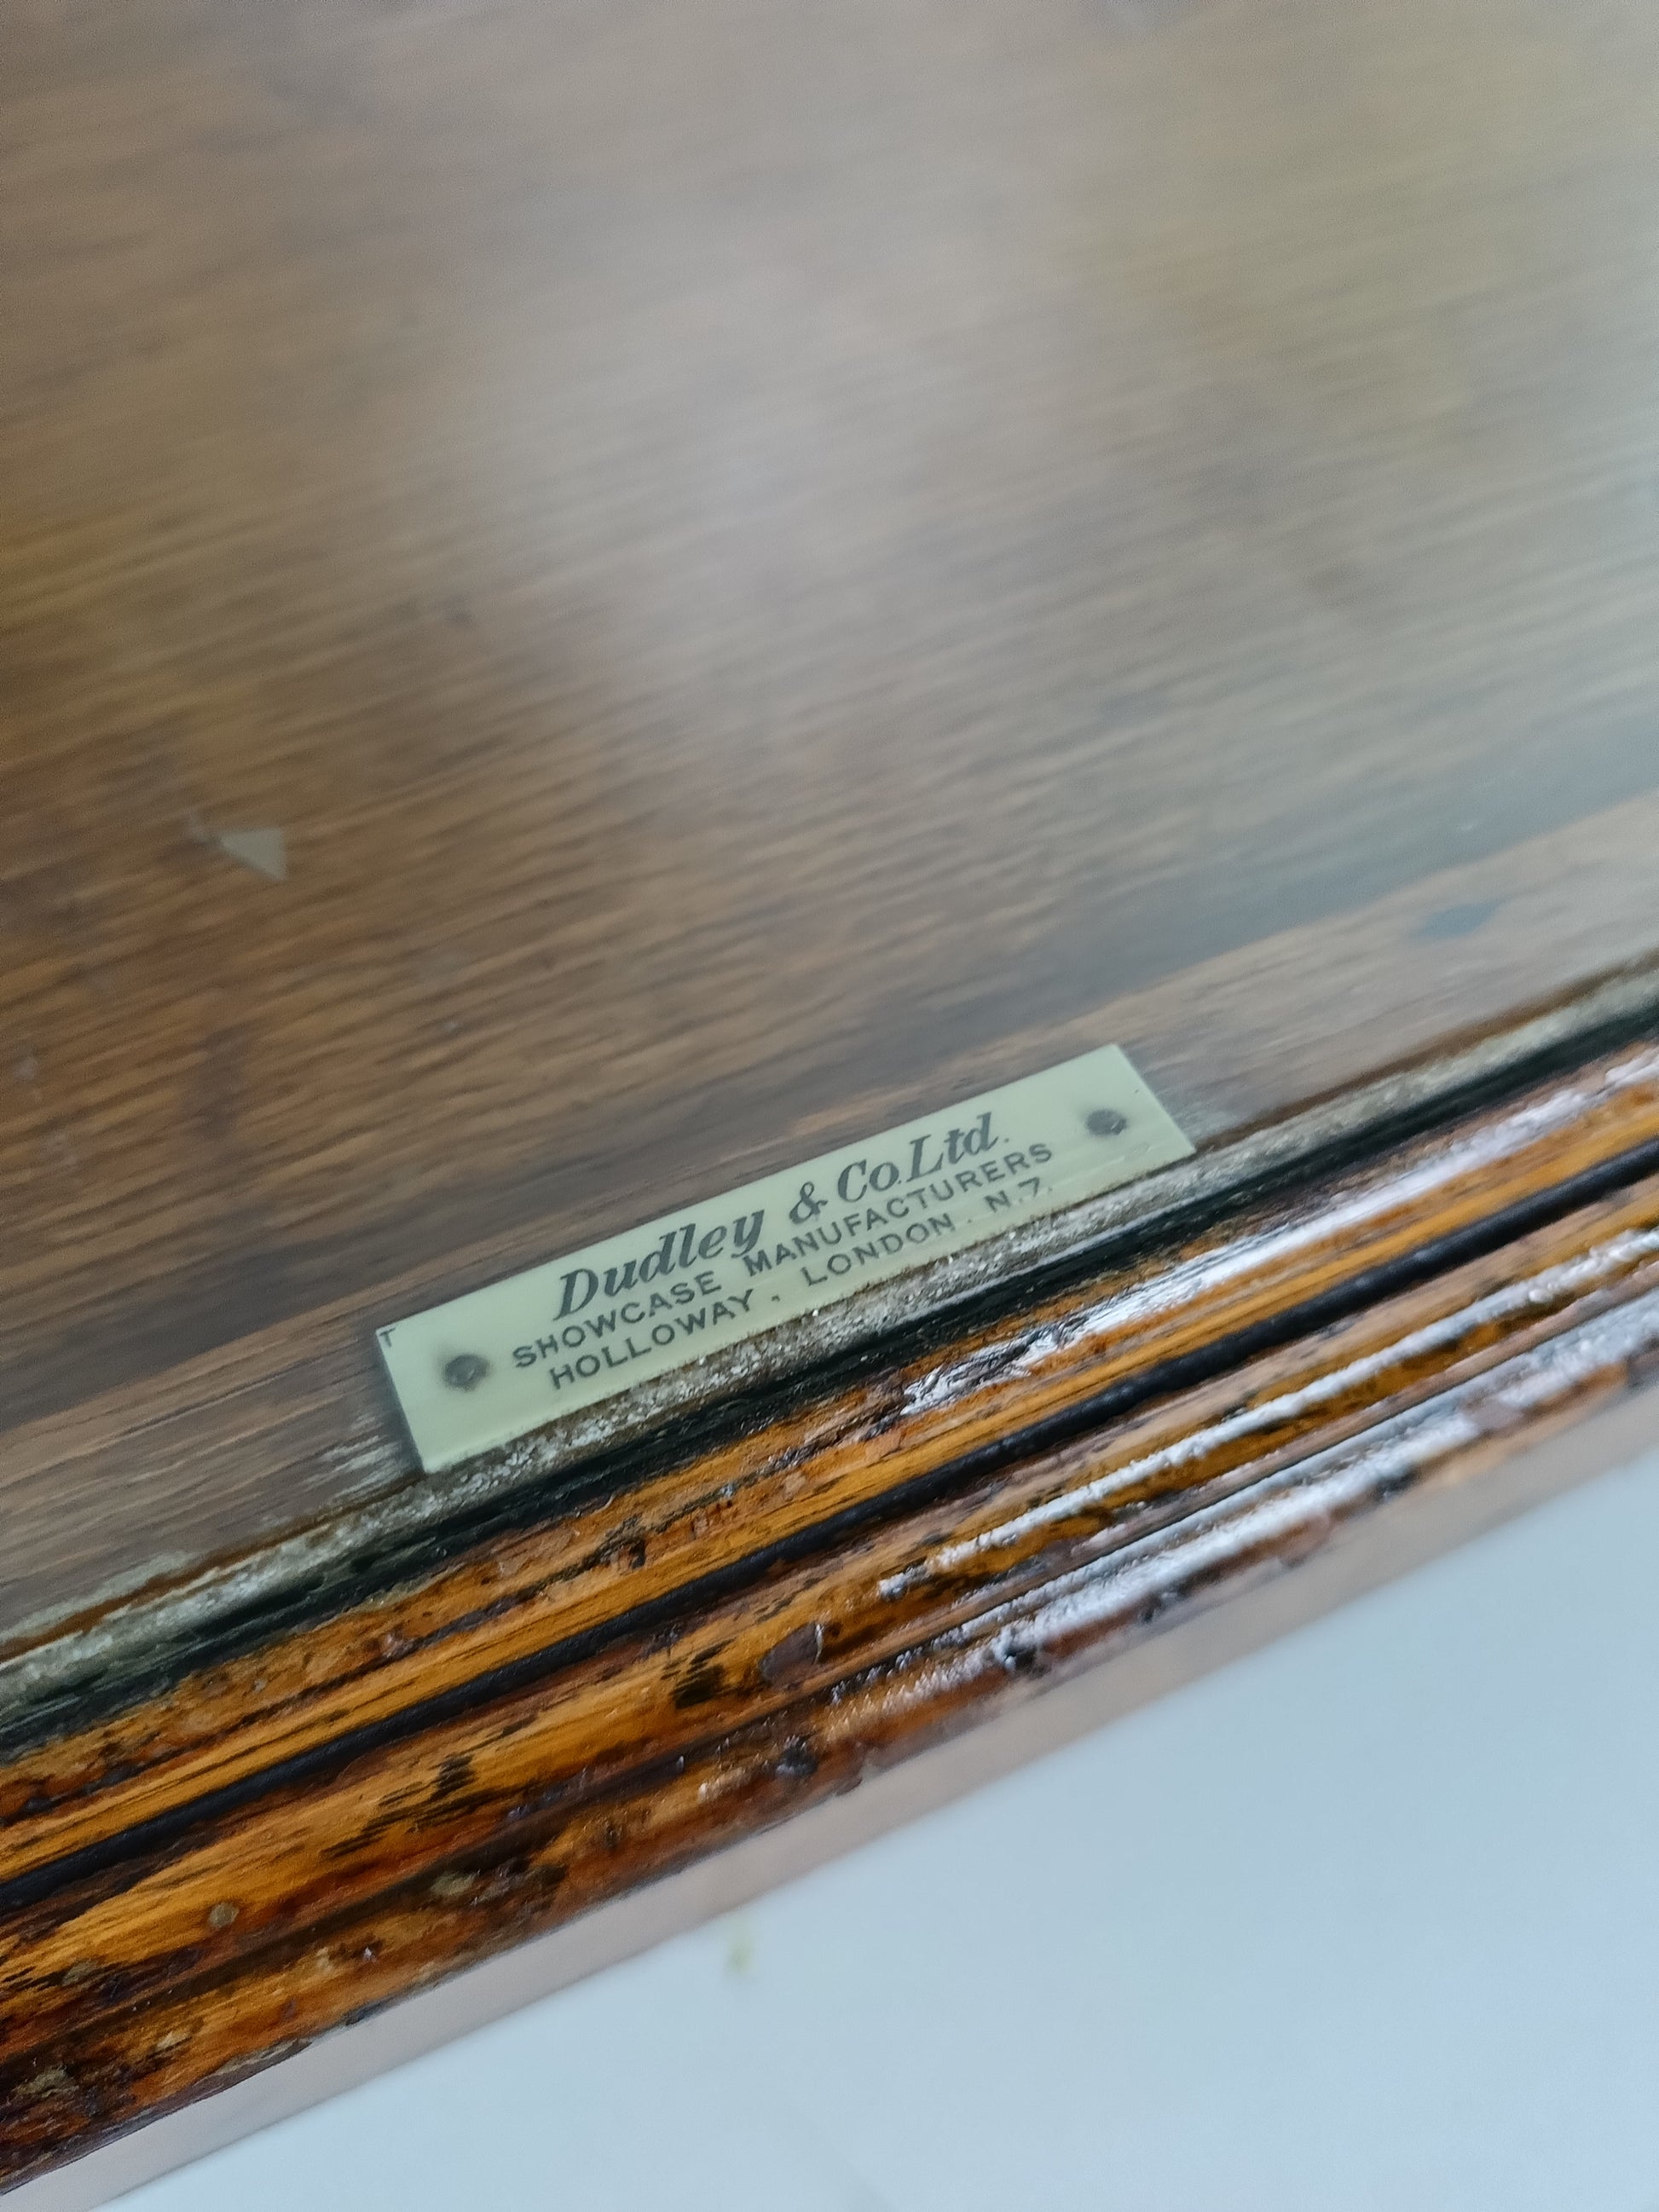 Dudley & Co. Ltd.
SHOWCASE MANUFACTURERS
HOLLOWAY . LONDON . N.7.
T